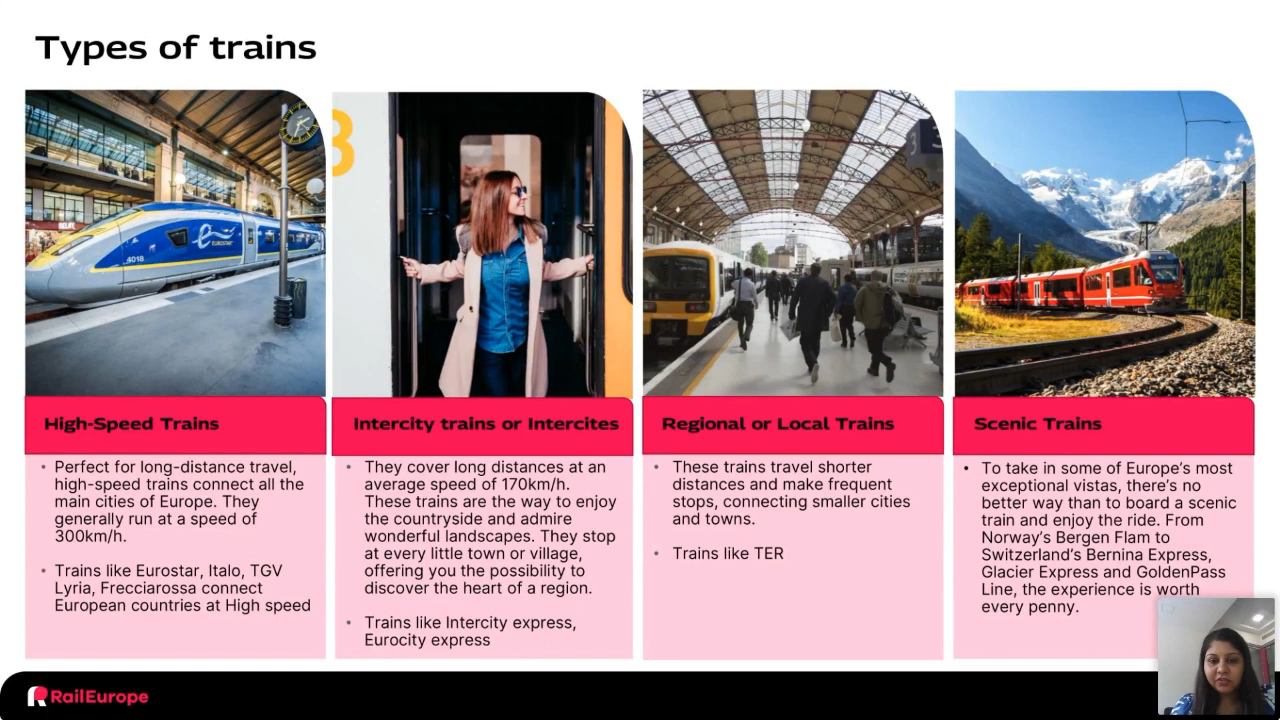 Types of trains
3
EUROSTAR
4018
High-Speed Trains
• Perfect for long-distance travel,
high-speed trains connect all the
main cities of Europe. They
generally run at a speed of
300km/h.
• Trains like Eurostar, Italo, TGV
Lyria, Frecciarossa connect
European countries at High speed
Intercity trains or Intercites
• They cover long distances at an
average speed of 170km/h.
These trains are the way to enjoy
the countryside and admire
wonderful landscapes. They stop
at every little town or village,
offering you the possibility to
discover the heart of a region.
• Trains like Intercity express,
Eurocity express
Regional or Local Trains
• These trains travel shorter
distances and make frequent
stops, connecting smaller cities
and towns.
• Trains like TER
Scenic Trains
• To take in some of Europe's most
exceptional vistas, there's no
better way than to board a scenic
train and enjoy the ride. From
Norway's Bergen Flam to
Switzerland's Bernina Express,
Glacier Express and GoldenPass
Line, the experience is worth
every penny.
RailEurope